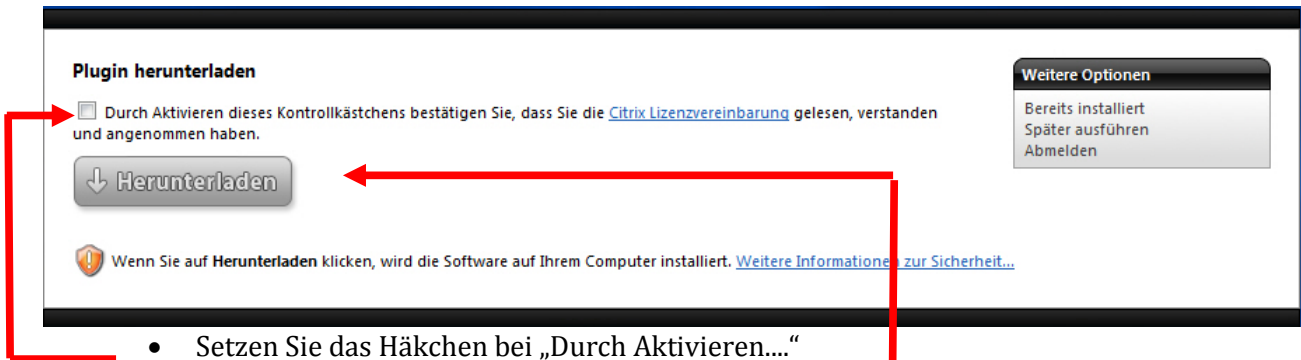 Plugin herunterladen
Durch Aktivieren dieses Kontrollkästchens bestätigen Sie, dass Sie die Citrix Lizenzvereinbarung gelesen, verstanden
und angenommen haben.
Herunterladen
Wenn Sie auf Herunterladen klicken, wird die Software auf Ihrem Computer installiert. Weitere Informationen zur Sicherheit...
Weitere Optionen
Bereits installiert
Später ausführen
Abmelden
• Setzen Sie das Häkchen bei „Durch Aktivieren....“